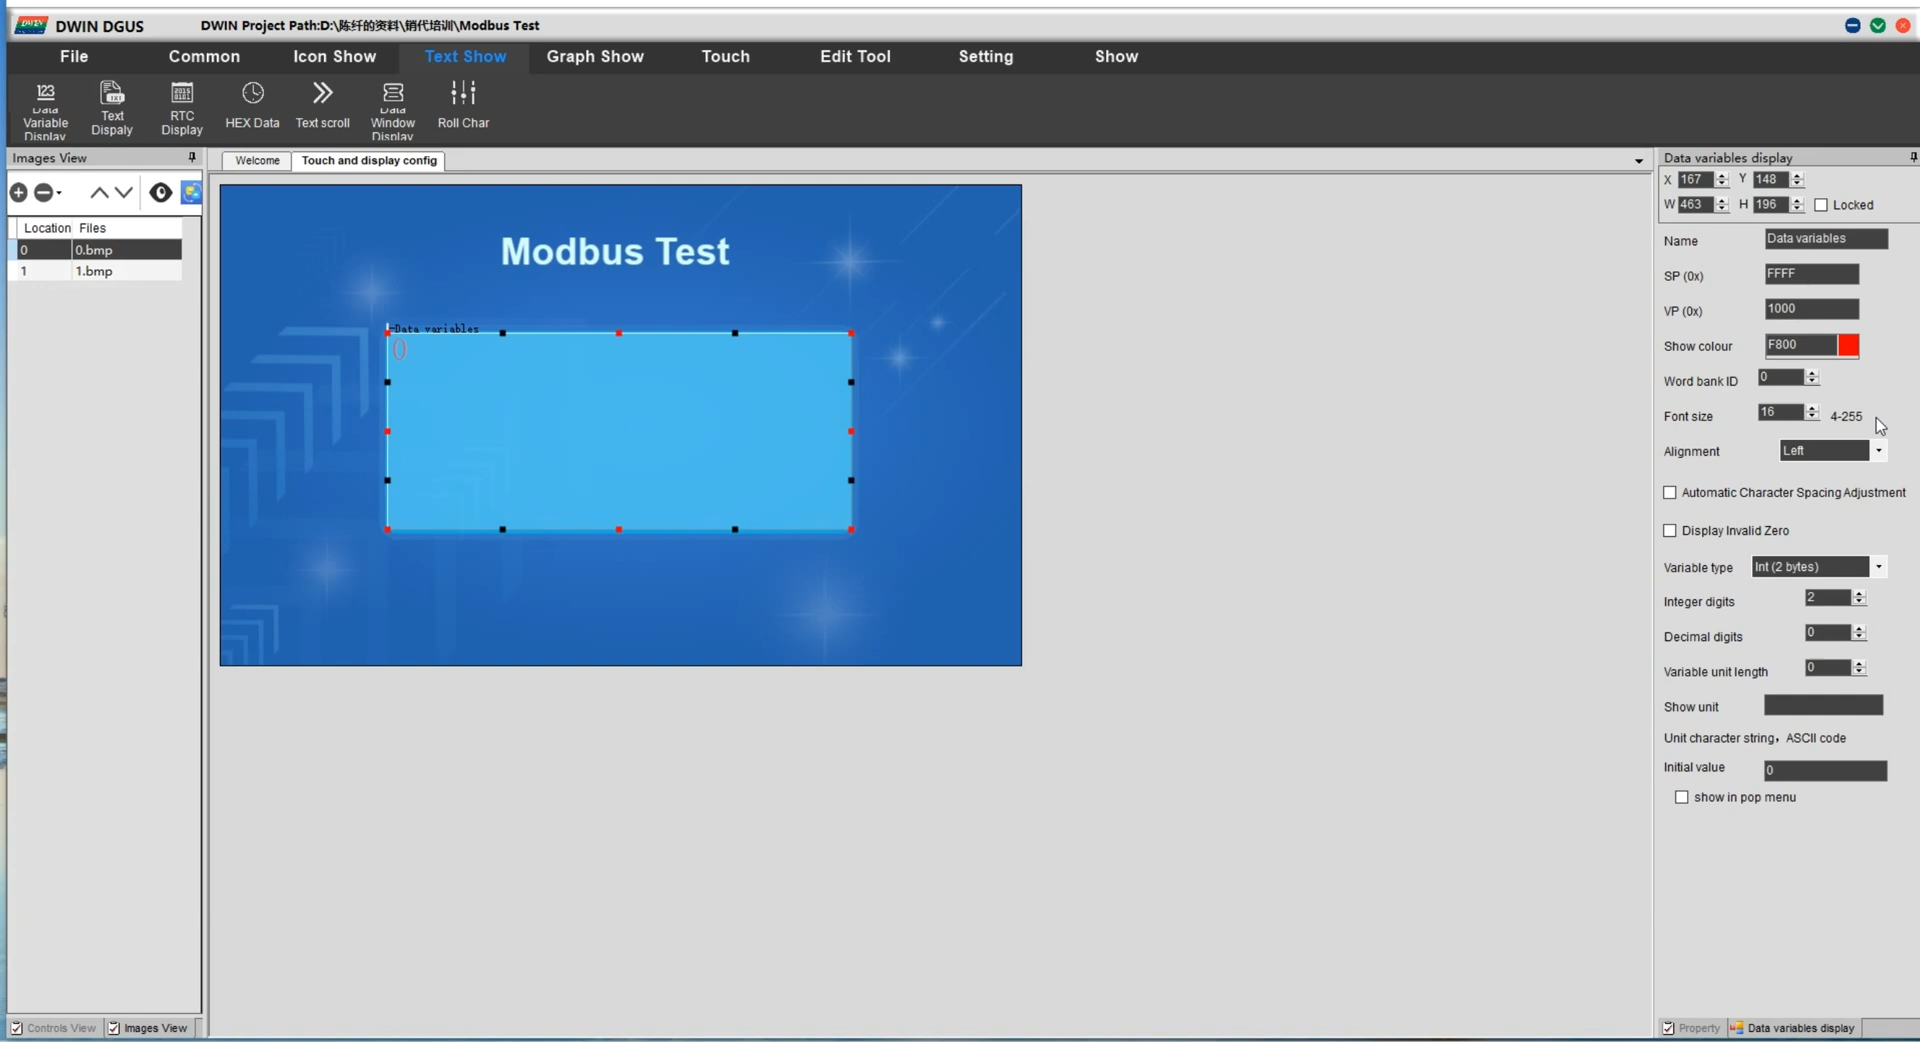 DWIN DGUS DWIN Project Path:D:\陈纤的资料\销代培训\Modbus Test
File Common Icon Show Text Show Graph Show Touch Edit Tool Setting Show
Data Variable Display
Text Dispaly
RTC Display
HEX Data
Text scroll
Data Window Display
Roll Char
Images View
Welcome Touch and display config
Location Files
0 0.bmp
1 1.bmp
Modbus Test
Data variables
0
Data variables display
X 167 Y 148
W 463 H 196 Locked
Name Data variables
SP (0x) FFFF
VP (0x) 1000
Show colour F800
Word bank ID 0
Font size 16 4-255
Alignment Left
Automatic Character Spacing Adjustment
Display Invalid Zero
Variable type Int (2 bytes)
Integer digits 2
Decimal digits 0
Variable unit length 0
Show unit
Unit character string，ASCII code
Initial value 0
show in pop menu
Controls View Images View
Property Data variables display